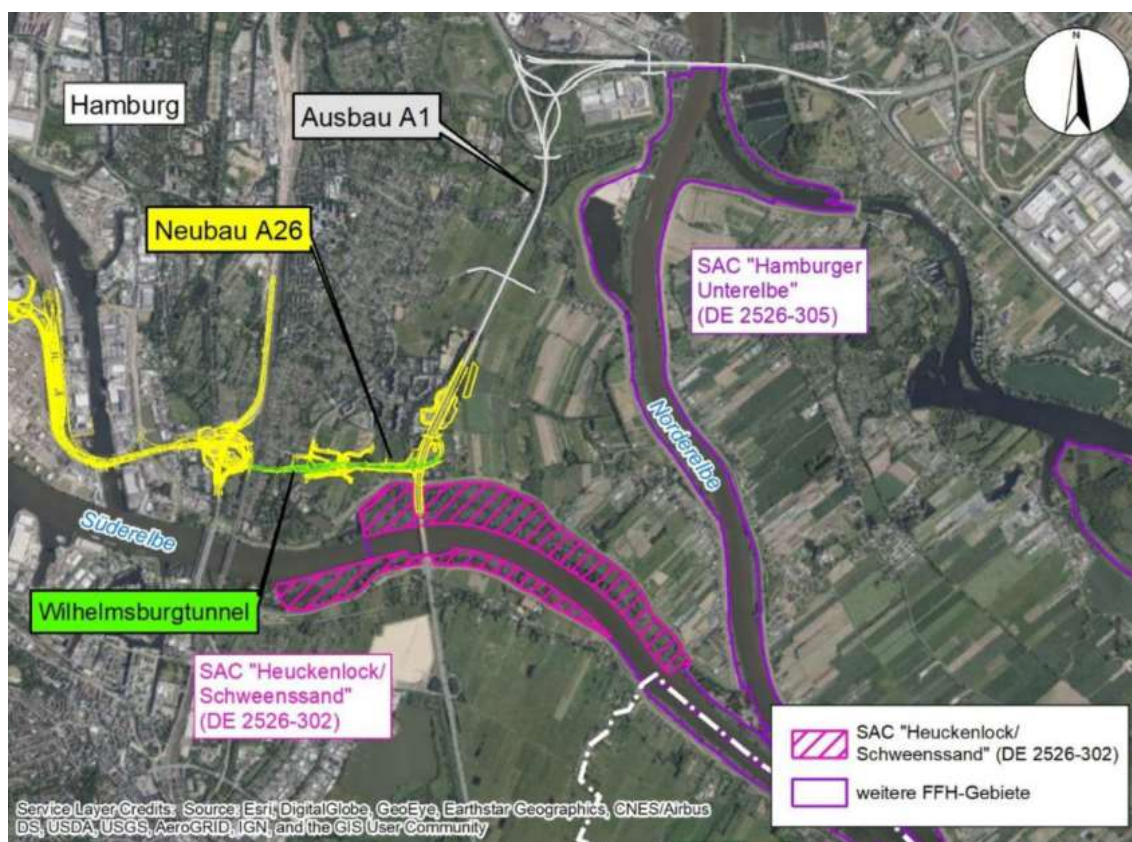 Hamburg
Ausbau A1
N
Neubau A26
SAC "Hamburger
Unterelbe"
(DE 2526-305)
Norderelbe
Süderelbe
Wilhelmsburgtunnel
SAC "Heuckenlock/
Schweenssand"
(DE 2526-302)
SAC "Heuckenlock/
Schweenssand" (DE 2526-302)
weitere FFH-Gebiete
Service Layer Credits: Source: Esri, DigitalGlobe, GeoEye, Earthstar Geographics, CNES/Airbus
DS, USDA, USGS, AeroGRID, IGN, and the GIS User Community